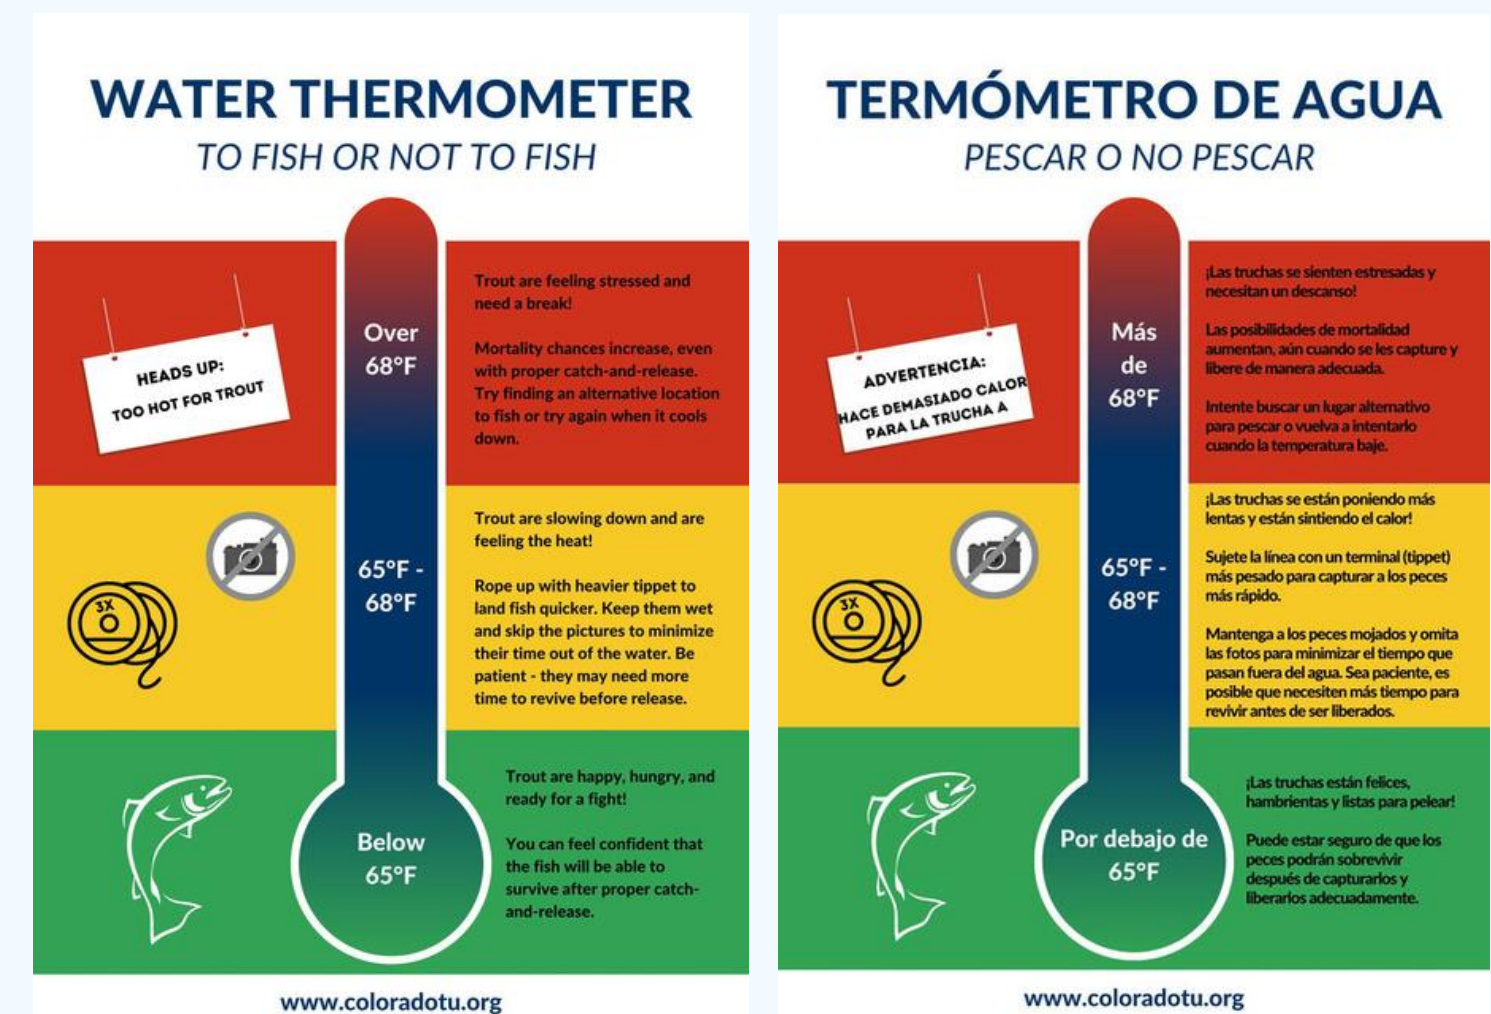 WATER THERMOMETER
TO FISH OR NOT TO FISH
HEADS UP:
TOO HOT FOR TROUT
Over
68°F
Trout are feeling stressed and
need a break!
Mortality chances increase, even
with proper catch-and-release.
Try finding an alternative location
to fish or try again when it cools
down.
3X
65°F -
68°F
Trout are slowing down and are
feeling the heat!
Rope up with heavier tippet to
land fish quicker. Keep them wet
and skip the pictures to minimize
their time out of the water. Be
patient - they may need more
time to revive before release.
Below
65°F
Trout are happy, hungry, and
ready for a fight!
You can feel confident that
the fish will be able to
survive after proper catch-
and-release.
www.coloradotu.org
TERMÓMETRO DE AGUA
PESCAR O NO PESCAR
ADVERTENCIA:
HACE DEMASIADO CALOR
PARA LA TRUCHA A
Más
de
68°F
¡Las truchas se sienten estresadas y
necesitan un descanso!
Las posibilidades de mortalidad
aumentan, aún cuando se les capture y
libere de manera adecuada.
Intente buscar un lugar alternativo
para pescar o vuelva a intentarlo
cuando la temperatura baje.
3X
65°F -
68°F
¡Las truchas se están poniendo más
lentas y están sintiendo el calor!
Sujete la línea con un terminal (tippet)
más pesado para capturar a los peces
más rápido.
Mantenga a los peces mojados y omita
las fotos para minimizar el tiempo que
pasan fuera del agua. Sea paciente, es
posible que necesiten más tiempo para
revivir antes de ser liberados.
Por debajo de
65°F
¡Las truchas están felices,
hambrientas y listas para pelear!
Puede estar seguro de que los
peces podrán sobrevivir
después de capturarlos y
liberarlos adecuadamente.
www.coloradotu.org